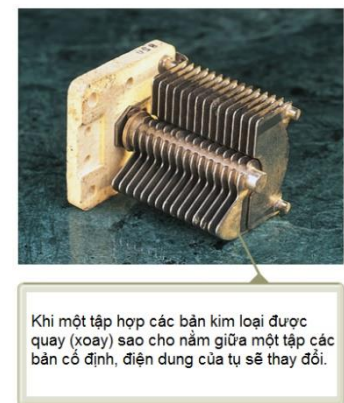 Khi một tập hợp các bản kim loại được
quay (xoay) sao cho nằm giữa một tập các
bản cố định, điện dung của tụ sẽ thay đổi.